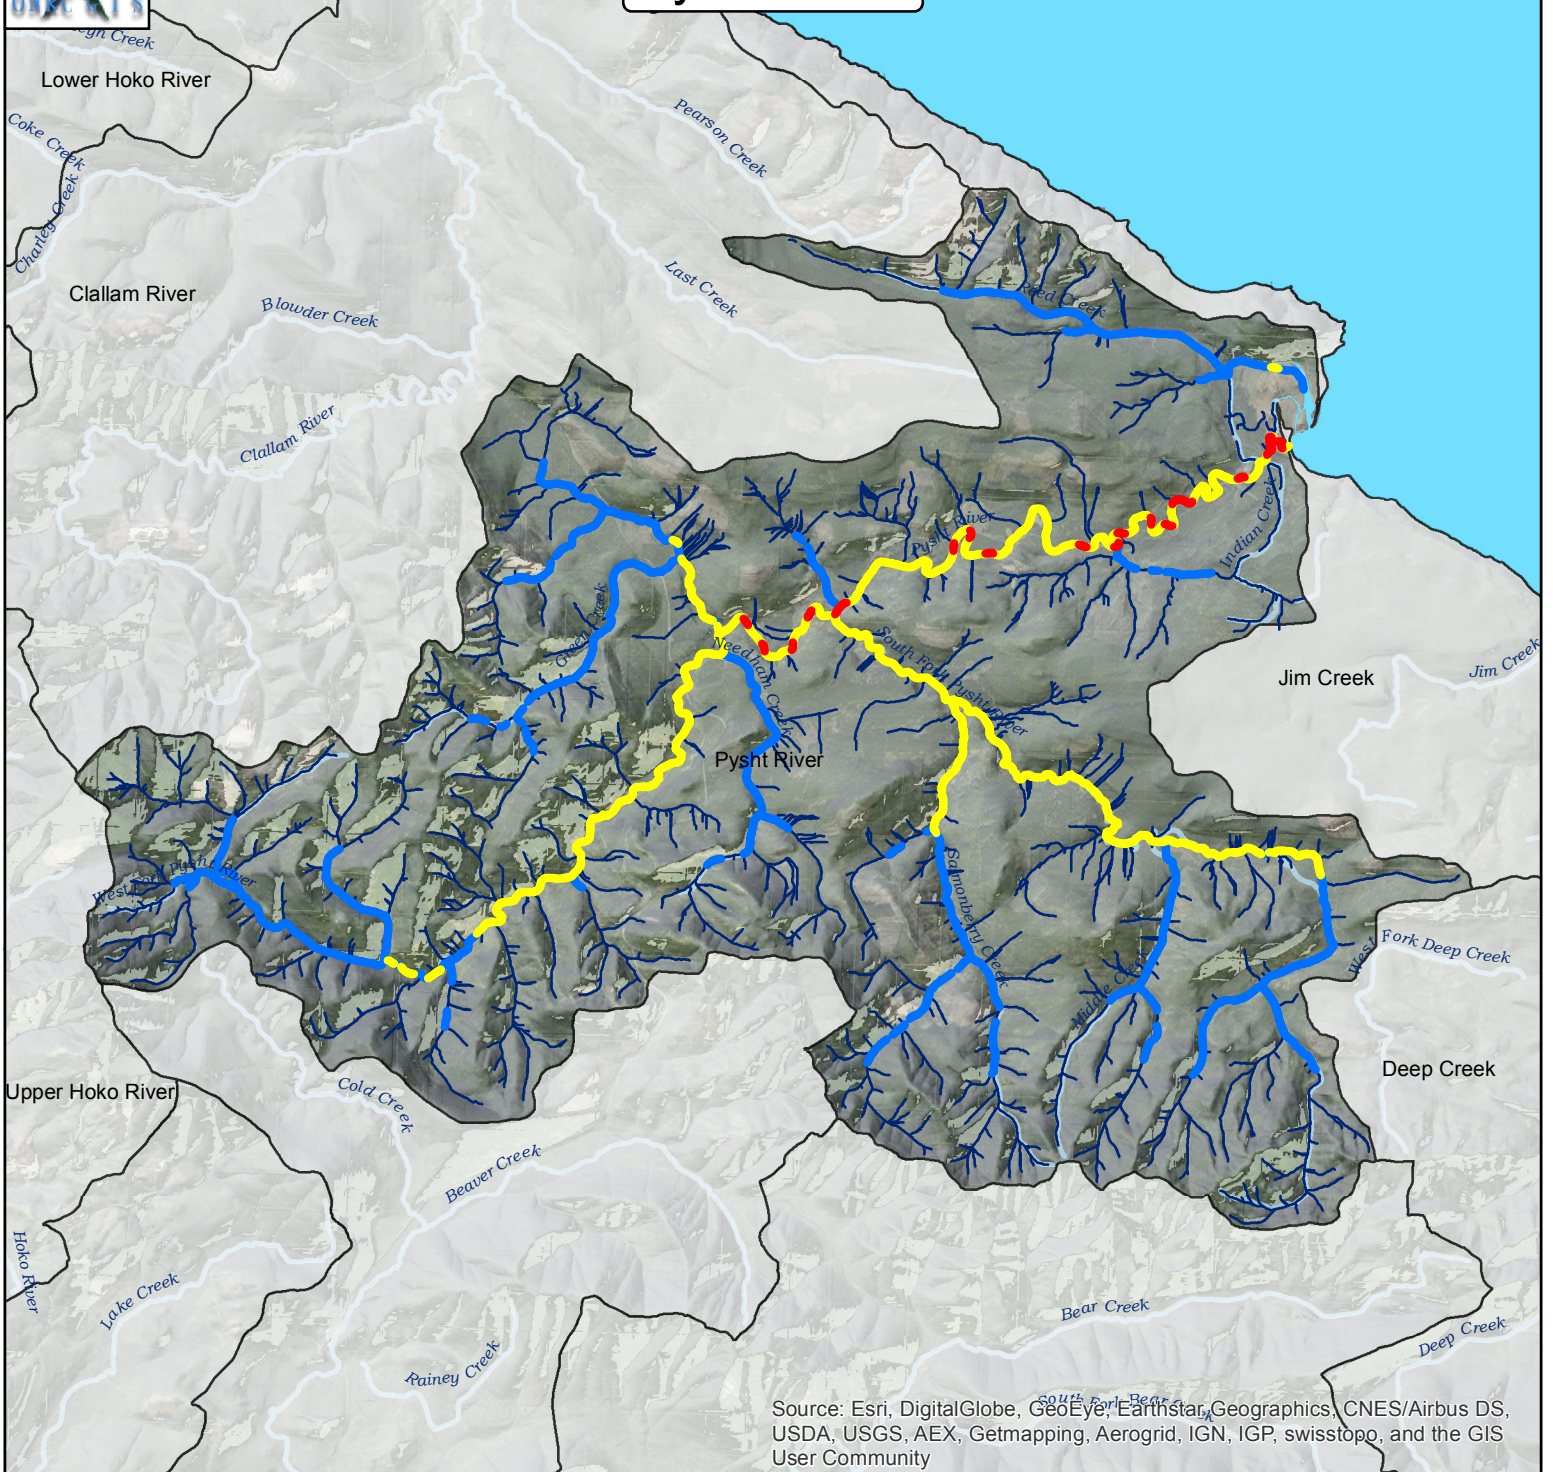 Lower Hoko River
Coke Creek
Charley Creek
Pearson Creek
Clallam River
Blowder Creek
Last Creek
Reed Creek
Clallam River
Pysht River
Indian Creek
Green Creek
Needham Creek
South Fork Pysht River
Jim Creek
Jim Creek
Pysht River
West Fork Pysht River
Salmonberry Creek
Middle Creek
West Fork Deep Creek
Upper Hoko River
Cold Creek
Deep Creek
Beaver Creek
Hoko River
Lake Creek
Bear Creek
Deep Creek
Rainey Creek
South Fork Bear Creek
Source: Esri, DigitalGlobe, GeoEye, Earthstar Geographics, CNES/Airbus DS,
USDA, USGS, AEX, Getmapping, Aerogrid, IGN, IGP, swisstopo, and the GIS
User Community